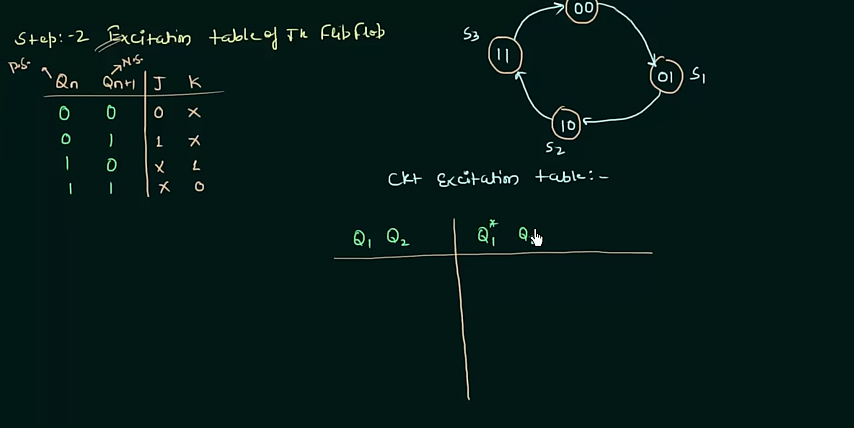 Step:-2 Excitation table of JK FlipFlop
P.S. N.S.
Qn Qn+1 J K
0 0 0 x
0 1 1 x
1 0 x 1
1 1 x 0
00
S3 11
01 S1
10
S2
Ckt Excitation table:-
Q1 Q2 Q1* Q2